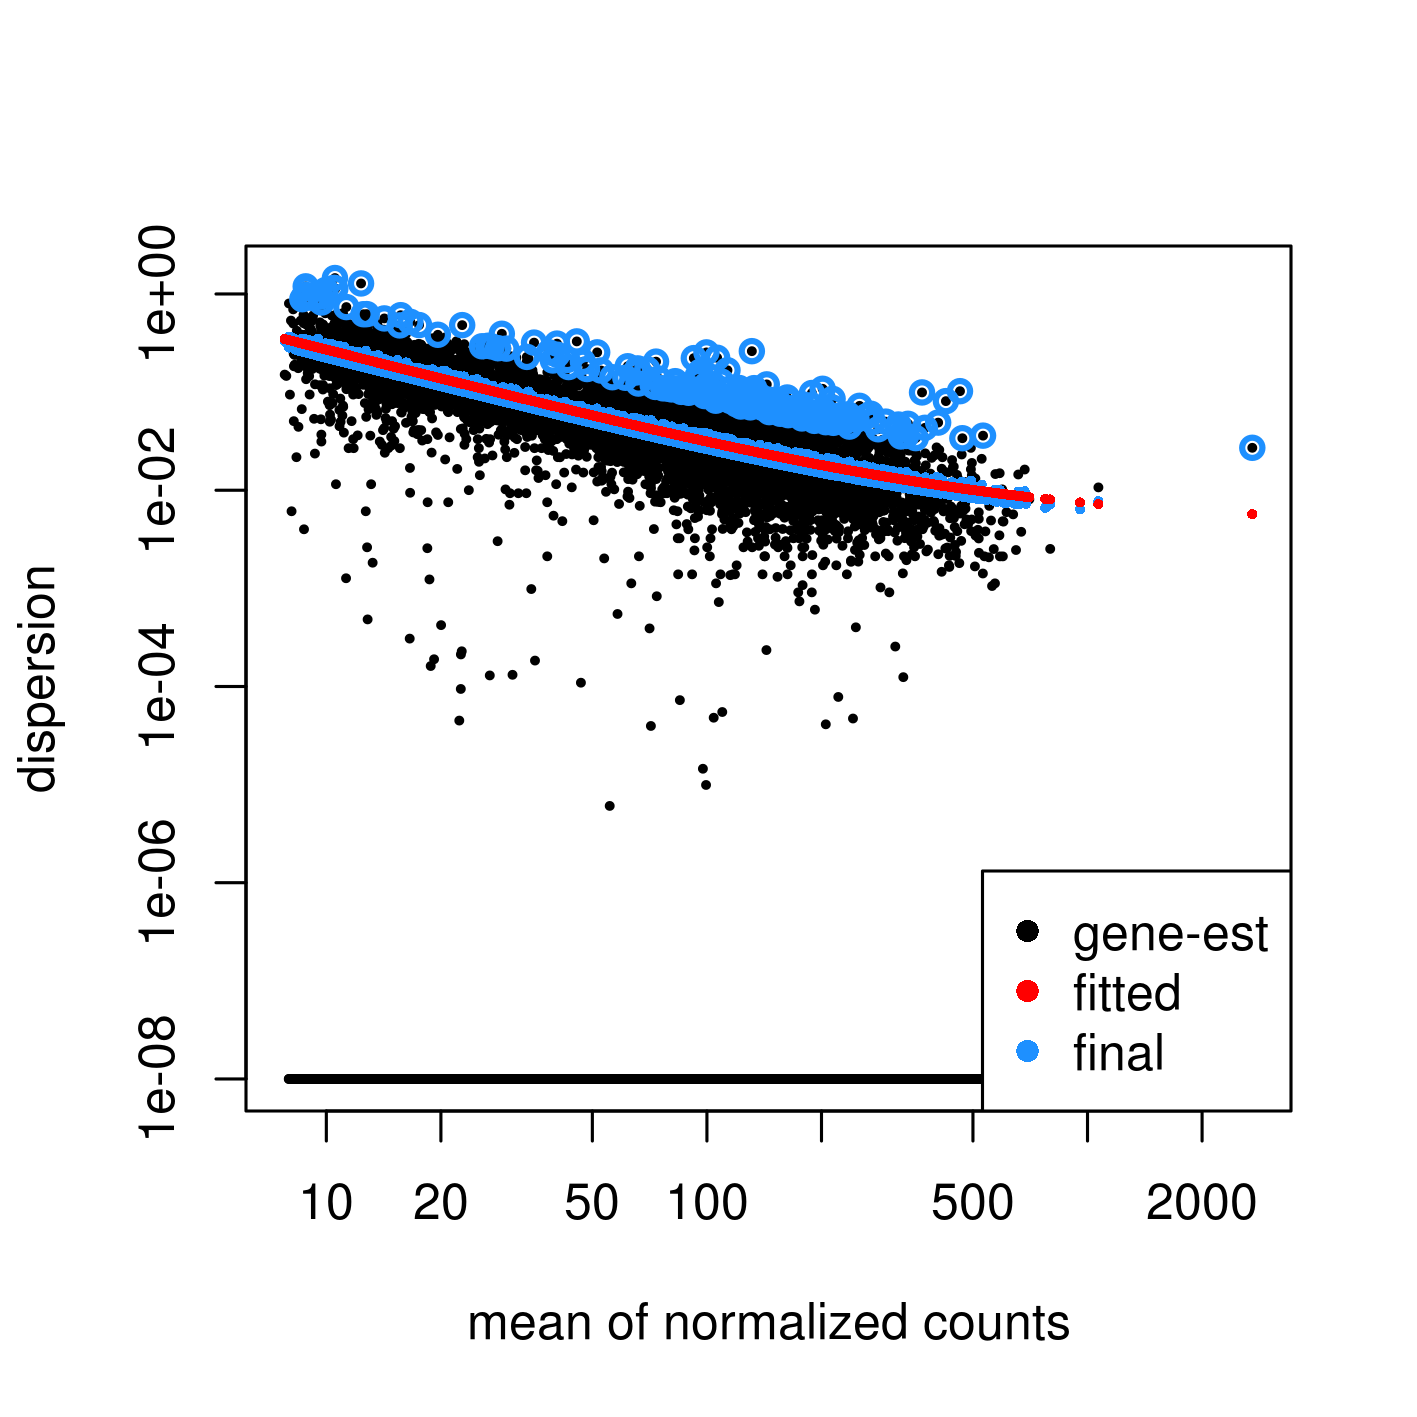 1e+00
1e-02
1e-04
1e-06
1e-08
dispersion
gene-est
fitted
final
10 20 50 100 500 2000
mean of normalized counts